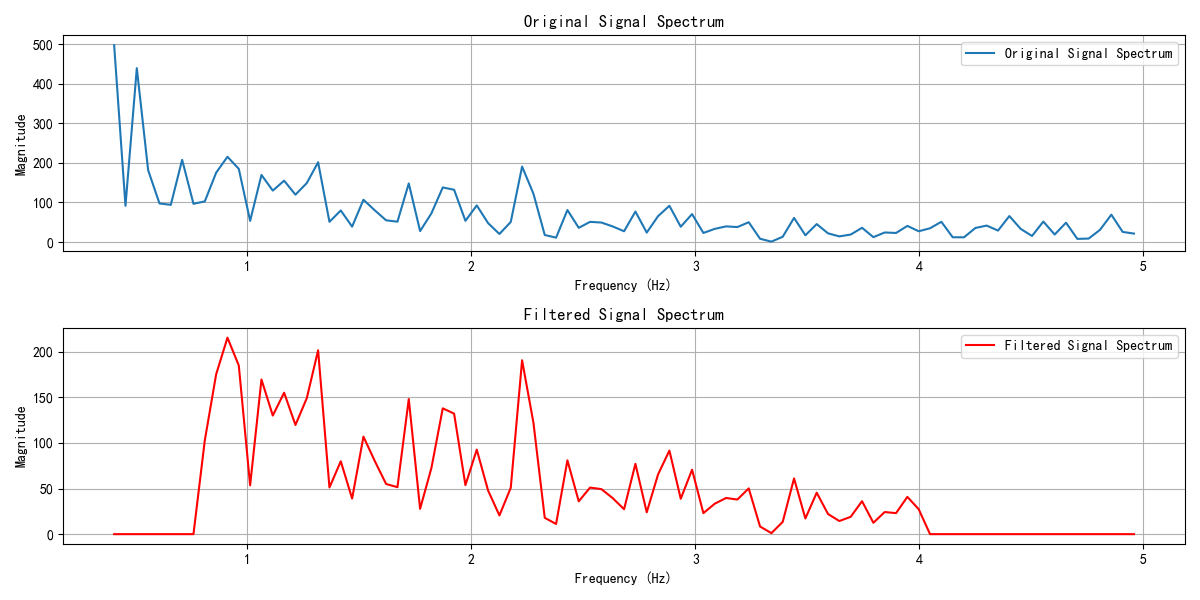 Original Signal Spectrum
Original Signal Spectrum
500
400
300
200
100
0
Magnitude
1 2 3 4 5
Frequency (Hz)
Filtered Signal Spectrum
Filtered Signal Spectrum
200
150
100
50
0
Magnitude
1 2 3 4 5
Frequency (Hz)